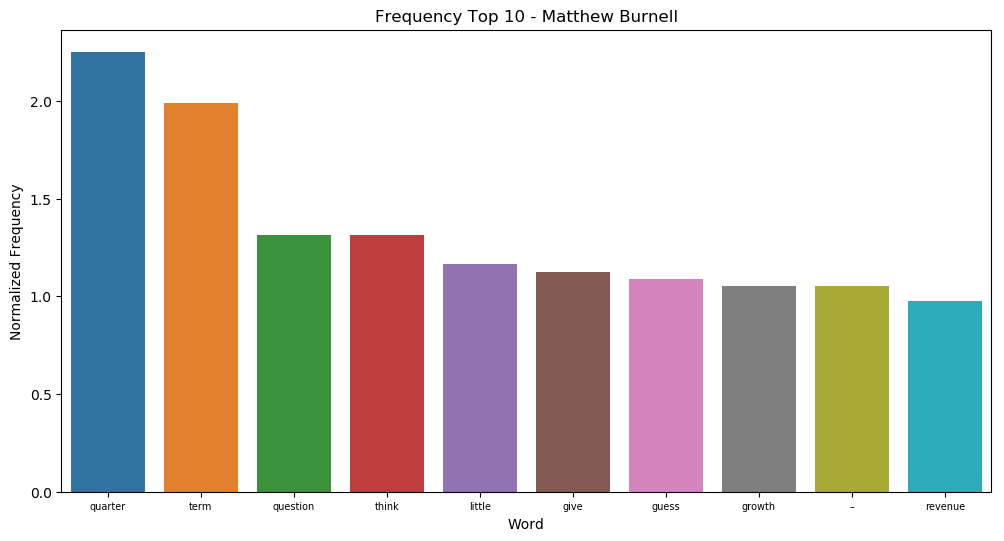 Frequency Top 10 - Matthew Burnell
Normalized Frequency
2.0
1.5
1.0
0.5
0.0
quarter term question think little give guess growth – revenue
Word